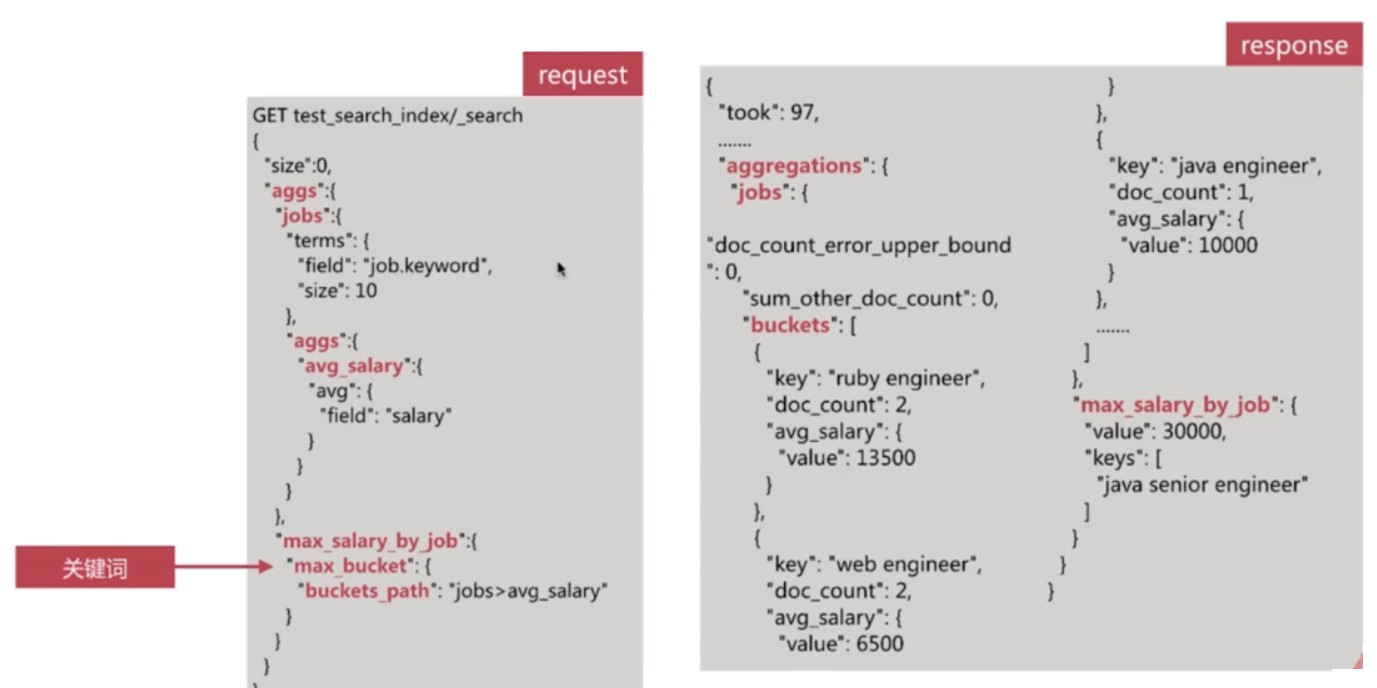 request
GET test_search_index/_search
{
"size":0,
"aggs":{
"jobs":{
"terms": {
"field": "job.keyword",
"size": 10
},
"aggs":{
"avg_salary":{
"avg": {
"field": "salary"
}
}
}
},
"max_salary_by_job":{
关键词
"max_bucket": {
"buckets_path": "jobs>avg_salary"
}
}
}
response
{
"took": 97,
.......
"aggregations": {
"jobs": {
"doc_count_error_upper_bound
": 0,
"sum_other_doc_count": 0,
"buckets": [
{
"key": "ruby engineer",
"doc_count": 2,
"avg_salary": {
"value": 13500
}
},
{
"key": "web engineer",
"doc_count": 2,
"avg_salary": {
"value": 6500
}
},
{
"key": "java engineer",
"doc_count": 1,
"avg_salary": {
"value": 10000
}
},
.......
]
},
"max_salary_by_job": {
"value": 30000,
"keys": [
"java senior engineer"
]
}
}
}